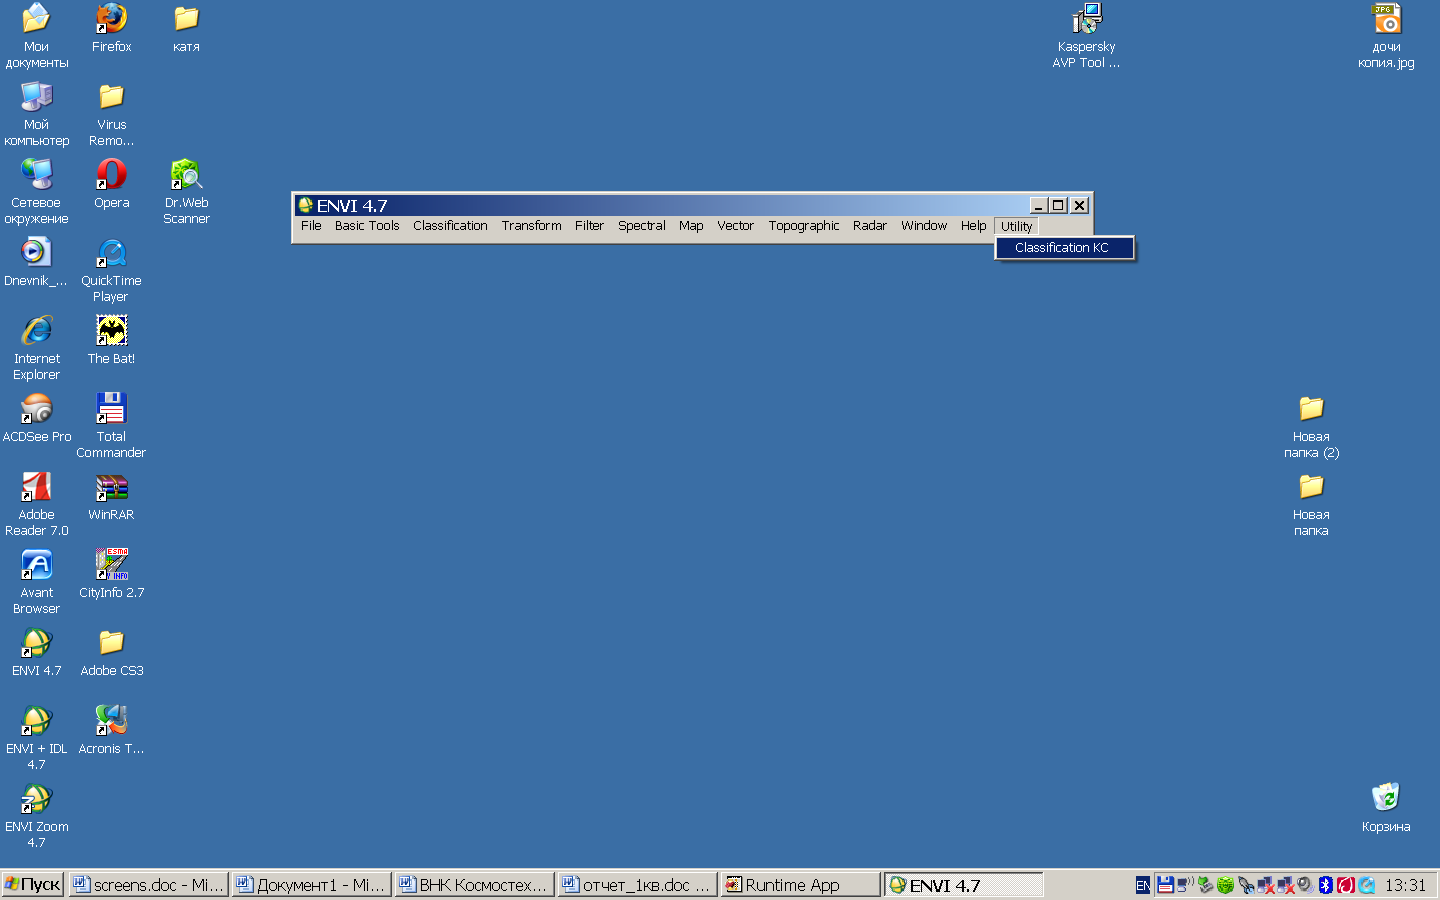 Мои
документы
Firefox
катя
Kaspersky
AVP Tool ...
JPG
дочи
копия.jpg
Мой
компьютер
Virus
Remo...
Сетевое
окружение
Opera
Dr.Web
Scanner
ENVI 4.7
File Basic Tools Classification Transform Filter Spectral Map Vector Topographic Radar Window Help Utility
Classification KC
Dnevnik_...
QuickTime
Player
Internet
Explorer
The Bat!
ACDSee Pro
Total
Commander
Новая
папка (2)
Adobe
Reader 7.0
WinRAR
Новая
папка
Avant
Browser
ESMA
INFO
CityInfo 2.7
ENVI 4.7
Adobe CS3
ENVI + IDL
4.7
Acronis T...
ENVI Zoom
4.7
Корзина
Пуск
screens.doc - Mi...
Документ1 - Mi...
ВНК Космостех...
отчет_1кв.doc ...
Runtime App
ENVI 4.7
EN
13:31